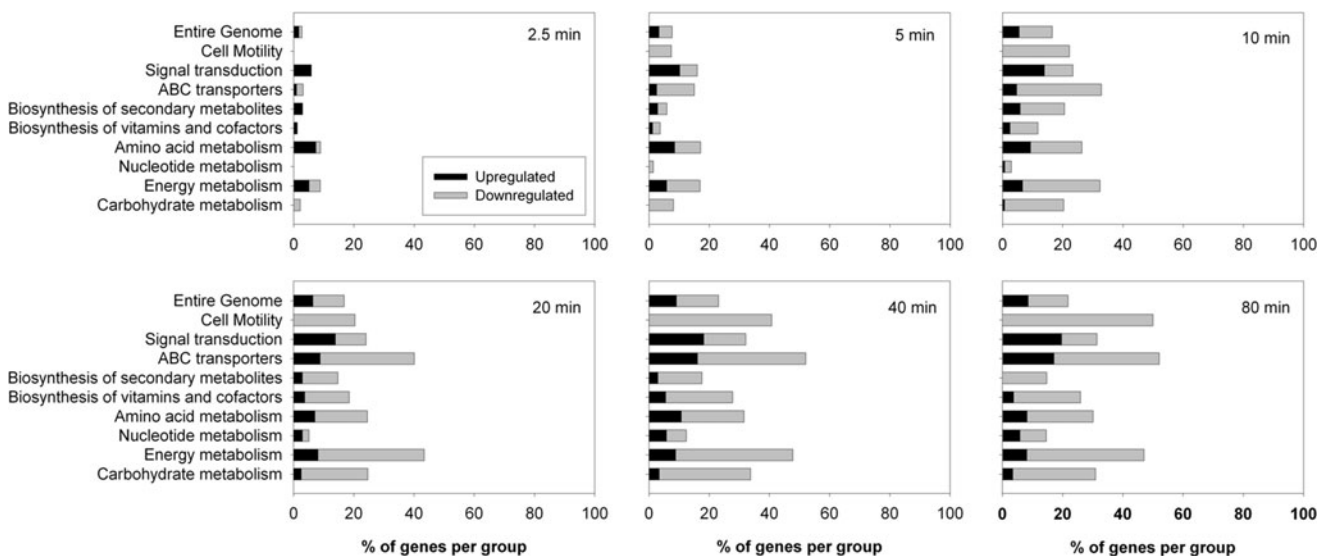 Entire Genome
Cell Motility
Signal transduction
ABC transporters
Biosynthesis of secondary metabolites
Biosynthesis of vitamins and cofactors
Amino acid metabolism
Nucleotide metabolism
Energy metabolism
Carbohydrate metabolism
2.5 min
Upregulated
Downregulated
0 20 40 60 80 100
5 min
0 20 40 60 80 100
10 min
0 20 40 60 80 100
Entire Genome
Cell Motility
Signal transduction
ABC transporters
Biosynthesis of secondary metabolites
Biosynthesis of vitamins and cofactors
Amino acid metabolism
Nucleotide metabolism
Energy metabolism
Carbohydrate metabolism
20 min
0 20 40 60 80 100
% of genes per group
40 min
0 20 40 60 80 100
% of genes per group
80 min
0 20 40 60 80 100
% of genes per group